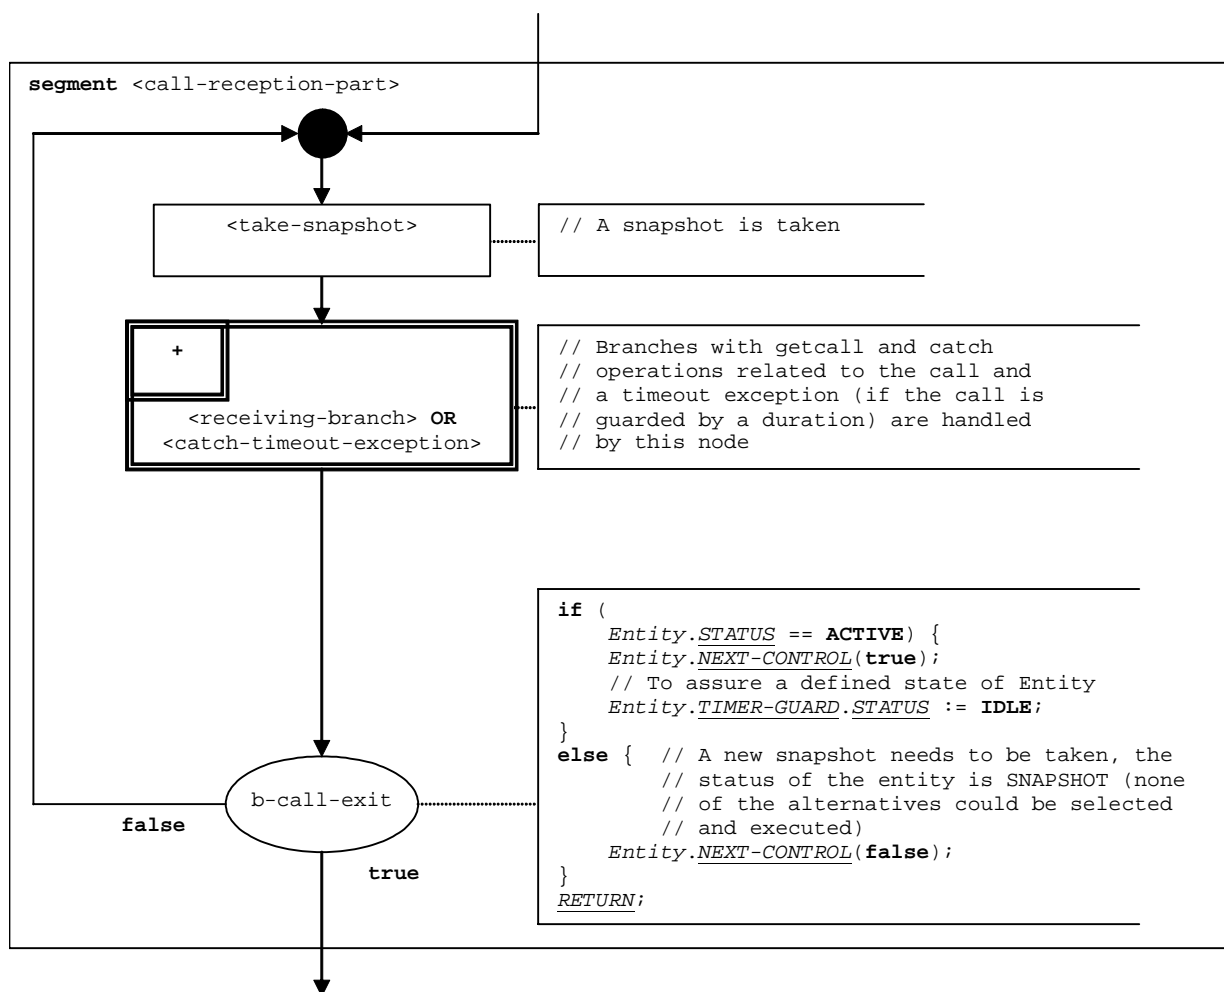 segment <call-reception-part>
<take-snapshot>
// A snapshot is taken
+
<receiving-branch> OR
<catch-timeout-exception>
// Branches with getcall and catch
// operations related to the call and
// a timeout exception (if the call is
// guarded by a duration) are handled
// by this node
if (
Entity.STATUS == ACTIVE) {
Entity.NEXT-CONTROL(true);
// To assure a defined state of Entity
Entity.TIMER-GUARD.STATUS := IDLE;
}
else { // A new snapshot needs to be taken, the
// status of the entity is SNAPSHOT (none
// of the alternatives could be selected
// and executed)
Entity.NEXT-CONTROL(false);
}
RETURN;
b-call-exit
false
true